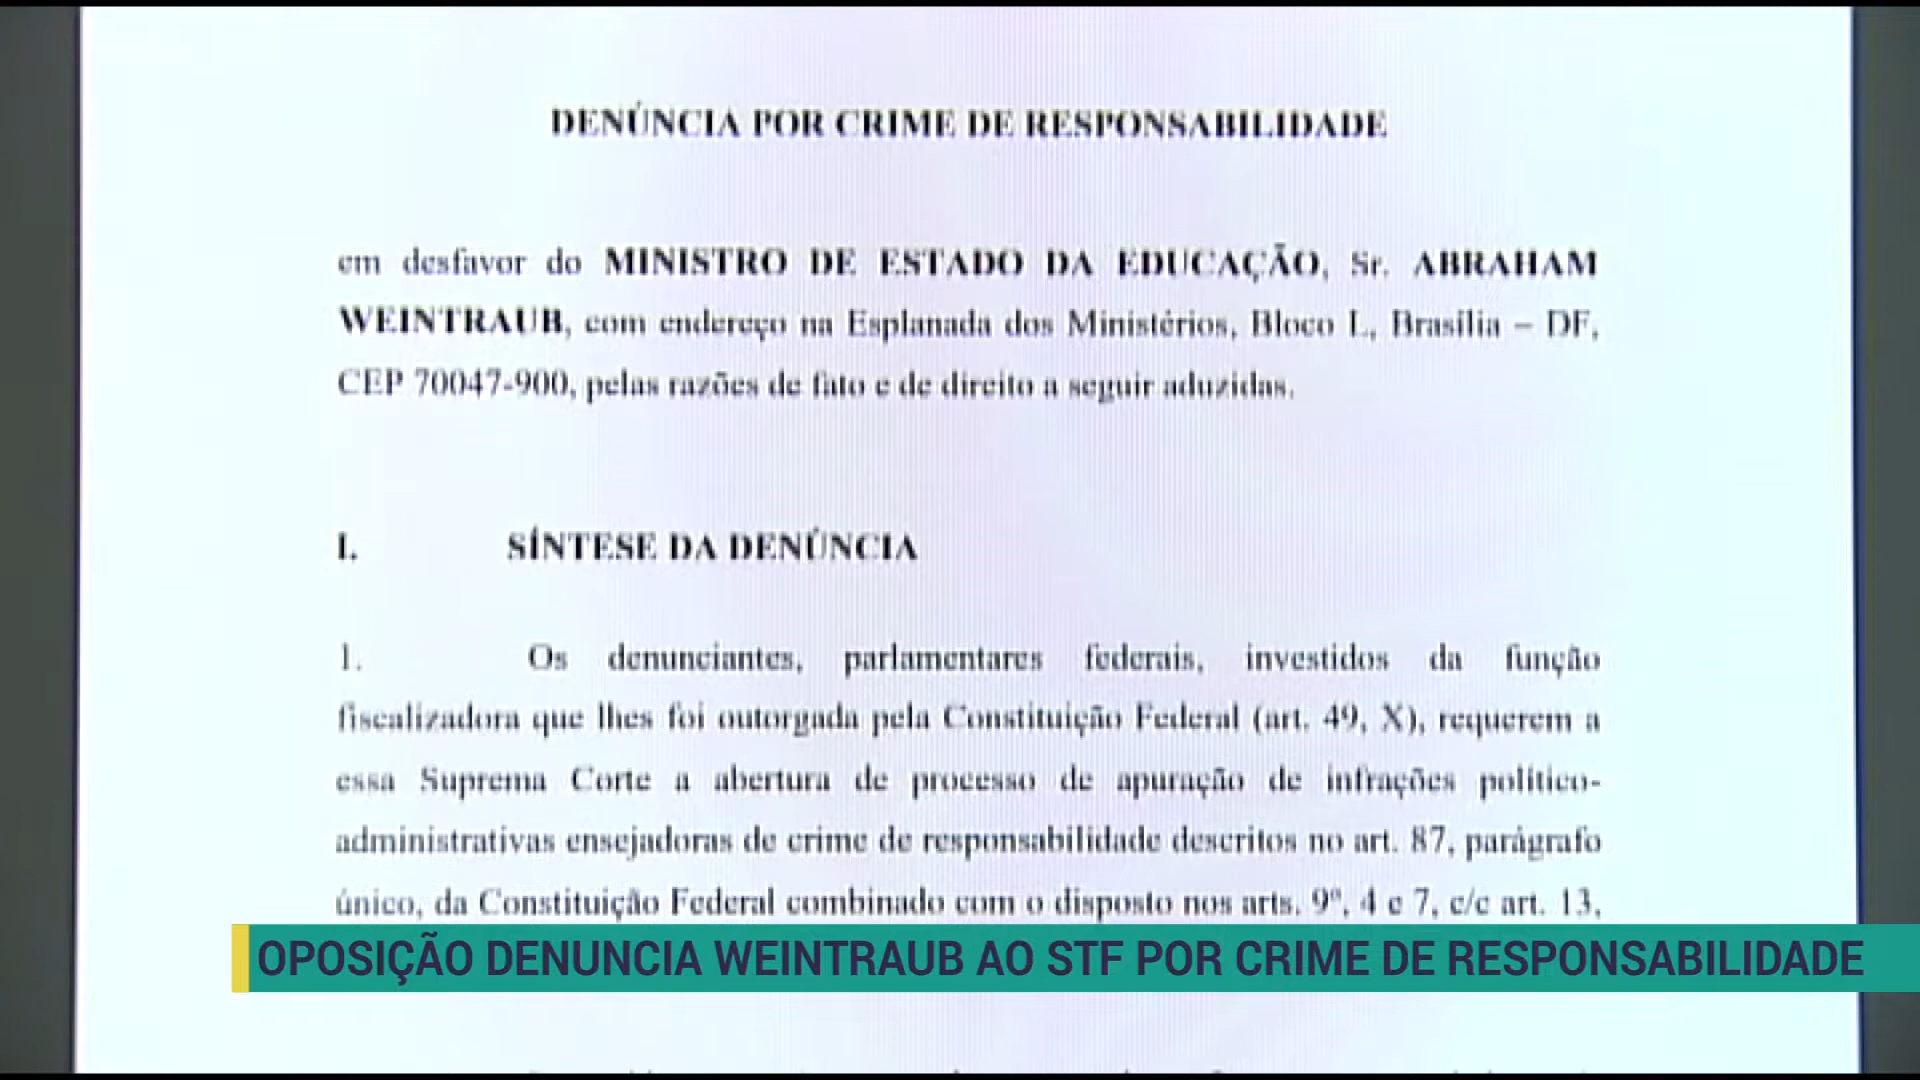 DENÚNCIA POR CRIME DE RESPONSABILIDADE
em desfavor do MINISTRO DE ESTADO DA EDUCAÇÃO, Sr. ABRAHAM
WEINTRAUB, com endereço na Esplanada dos Ministérios, Bloco L, Brasília – DF,
CEP 70047-900, pelas razões de fato e de direito a seguir aduzidas.
I. SÍNTESE DA DENÚNCIA
1. Os denunciantes, parlamentares federais, investidos da função
fiscalizadora que lhes foi outorgada pela Constituição Federal (art. 49, X), requerem a
essa Suprema Corte a abertura de processo de apuração de infrações político-
administrativas ensejadoras de crime de responsabilidade descritos no art. 87, parágrafo
único, da Constituição Federal combinado com o disposto nos arts. 9º, 4 e 7, c/c art. 13,
OPOSIÇÃO DENUNCIA WEINTRAUB AO STF POR CRIME DE RESPONSABILIDADE